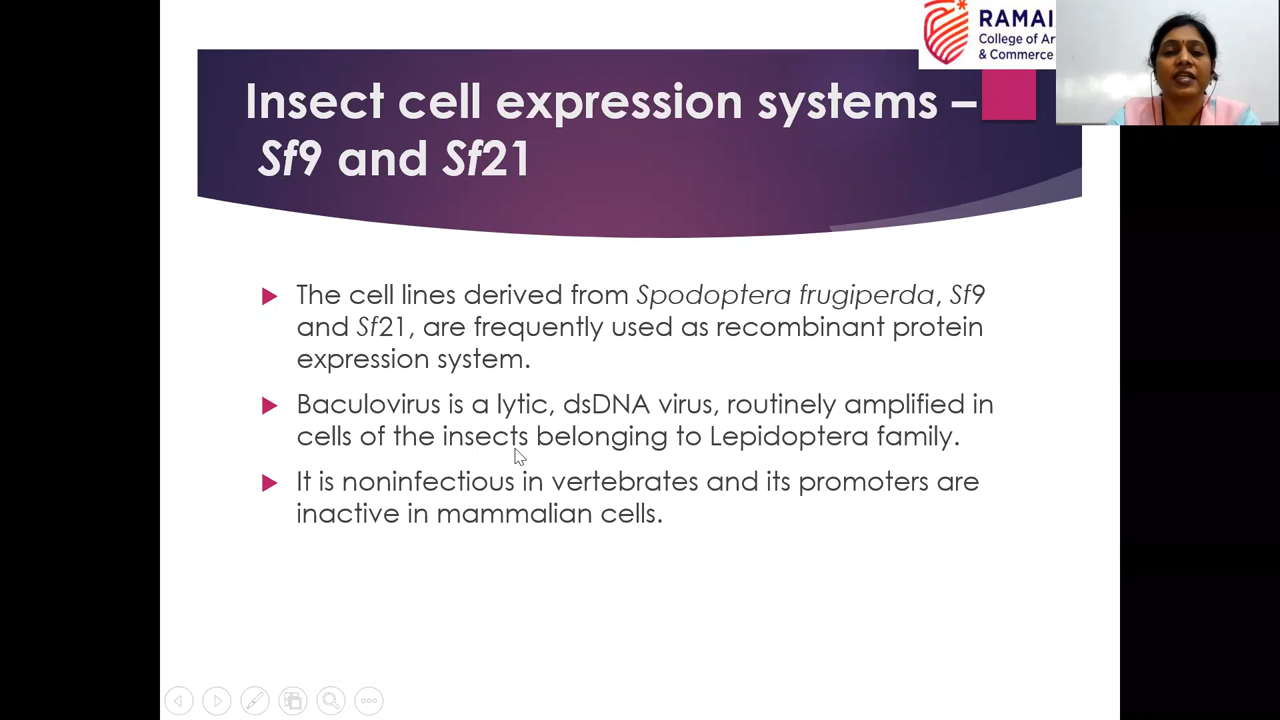 RAMAI
College of Ar
& Commerce
Insect cell expression systems –
Sf9 and Sf21
The cell lines derived from Spodoptera frugiperda, Sf9
and Sf21, are frequently used as recombinant protein
expression system.
Baculovirus is a lytic, dsDNA virus, routinely amplified in
cells of the insects belonging to Lepidoptera family.
It is noninfectious in vertebrates and its promoters are
inactive in mammalian cells.